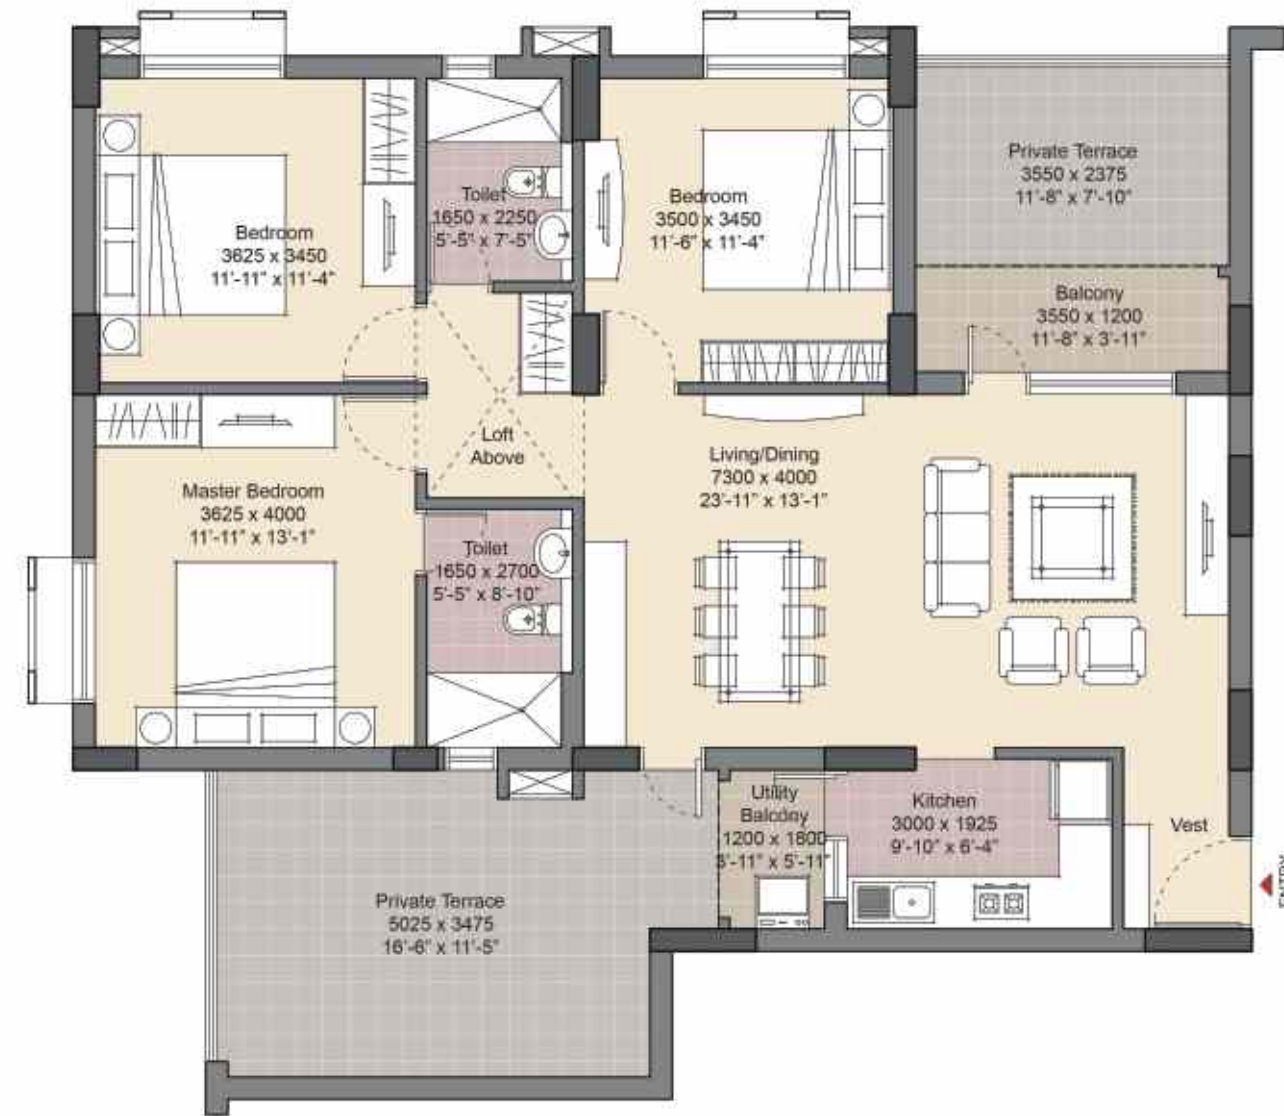 Private Terrace
3550 x 2375
11'-8" x 7'-10"
Toilet
1650 x 2250
5'-5" x 7'-5"
Bedroom
3500 x 3450
11'-6" x 11'-4"
Bedroom
3625 x 3450
11'-11" x 11'-4"
Balcony
3550 x 1200
11'-8" x 3'-11"
Loft
Above
Living/Dining
7300 x 4000
23'-11" x 13'-1"
Master Bedroom
3625 x 4000
11'-11" x 13'-1"
Toilet
1650 x 2700
5'-5" x 8'-10"
Utility
Balcony
1200 x 1800
3'-11" x 5'-11"
Kitchen
3000 x 1925
9'-10" x 6'-4"
Vest
ENTRY
Private Terrace
5025 x 3475
16'-6" x 11'-5"